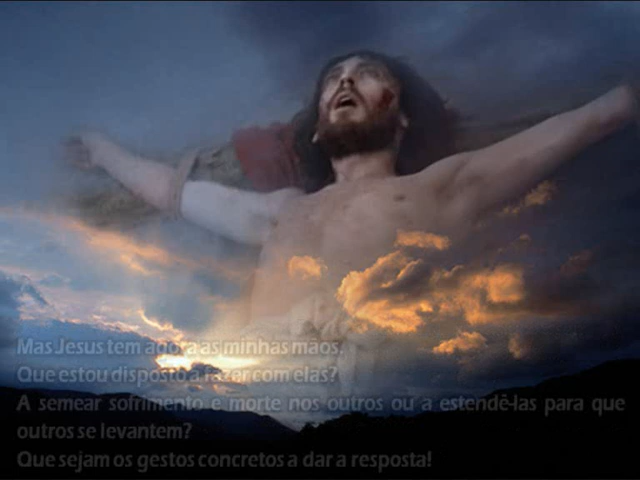 Mas Jesus tem agora as minhas mãos.
Que estou disposto a fazer com elas?
A semear sofrimento e morte nos outros ou a estendê-las para que
outros se levantem?
Que sejam os gestos concretos a dar a resposta!